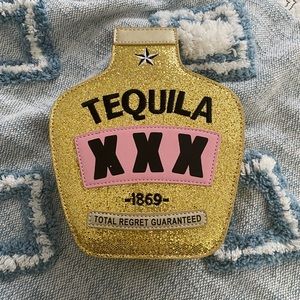 TEQUILA
XXX
-1869-
TOTAL REGRET GUARANTEED